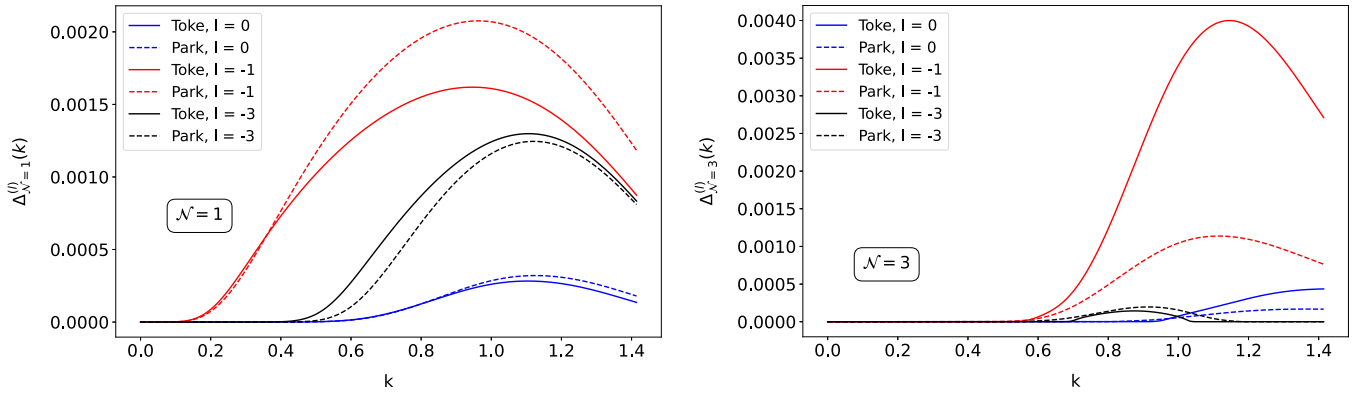 Toke, l = 0
Park, l = 0
Toke, l = -1
Park, l = -1
Toke, l = -3
Park, l = -3
𝒩 = 1
Δ^{(l)}_{𝒩=1}(k)
0.0020
0.0015
0.0010
0.0005
0.0000
0.0 0.2 0.4 0.6 0.8 1.0 1.2 1.4
k
Toke, l = 0
Park, l = 0
Toke, l = -1
Park, l = -1
Toke, l = -3
Park, l = -3
𝒩 = 3
Δ^{(l)}_{𝒩=3}(k)
0.0040
0.0035
0.0030
0.0025
0.0020
0.0015
0.0010
0.0005
0.0000
0.0 0.2 0.4 0.6 0.8 1.0 1.2 1.4
k